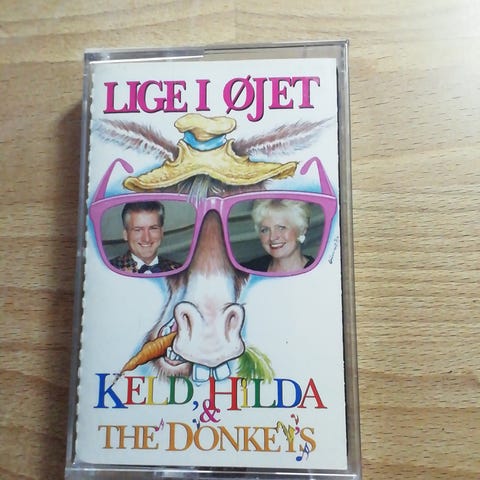 LIGE I ØJET
KELD, HILDA
&
THE DONKEYS